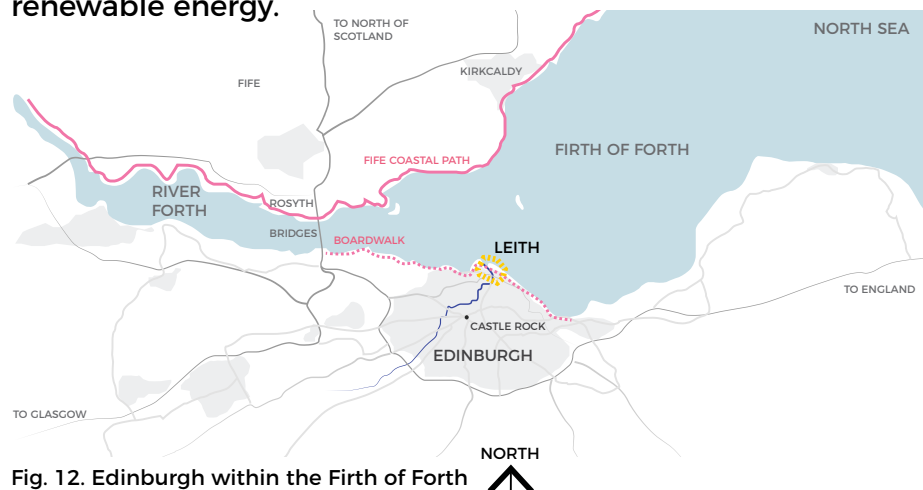 renewable energy.
TO NORTH OF
SCOTLAND
NORTH SEA
KIRKCALDY
FIFE
FIRTH OF FORTH
FIFE COASTAL PATH
RIVER
FORTH
ROSYTH
BRIDGES
BOARDWALK
LEITH
TO ENGLAND
CASTLE ROCK
EDINBURGH
TO GLASGOW
NORTH
Fig. 12. Edinburgh within the Firth of Forth